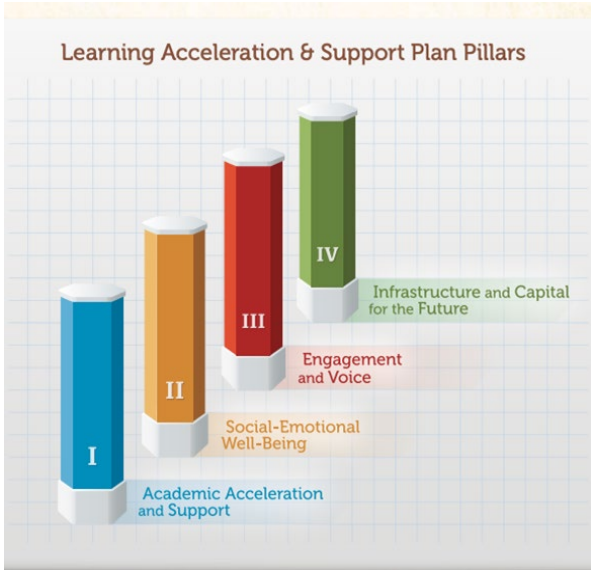 Learning Acceleration & Support Plan Pillars
IV
Infrastructure and Capital
for the Future
III
Engagement
and Voice
II
Social-Emotional
Well-Being
I
Academic Acceleration
and Support